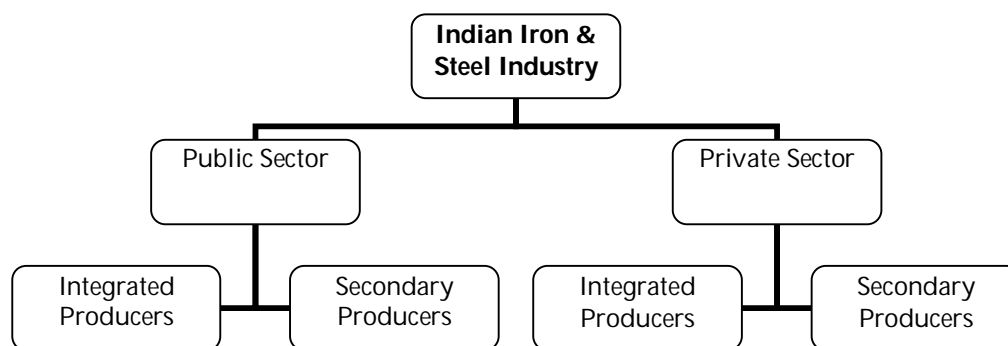 Indian Iron &
Steel Industry
Public Sector
Private Sector
Integrated
Producers
Secondary
Producers
Integrated
Producers
Secondary
Producers